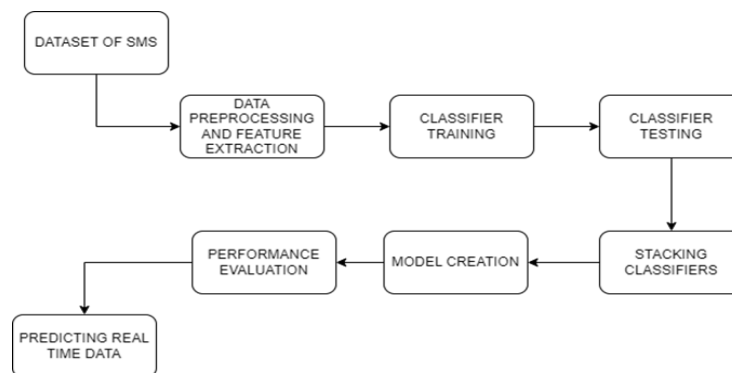 DATASET OF SMS
DATA
PREPROCESSING
AND FEATURE
EXTRACTION
CLASSIFIER
TRAINING
CLASSIFIER
TESTING
STACKING
CLASSIFIERS
MODEL CREATION
PERFORMANCE
EVALUATION
PREDICTING REAL
TIME DATA